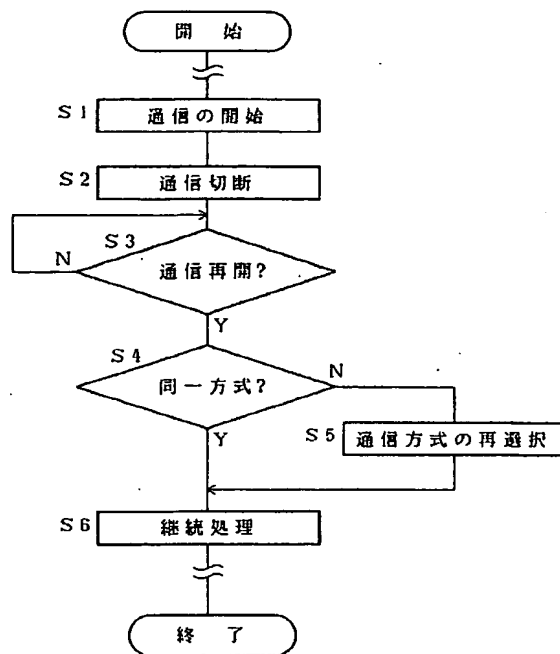 開始
S1 通信の開始
S2 通信切断
S3
通信再開?
N
Y
S4
同一方式?
N
Y
S5 通信方式の再選択
S6 継続処理
終了